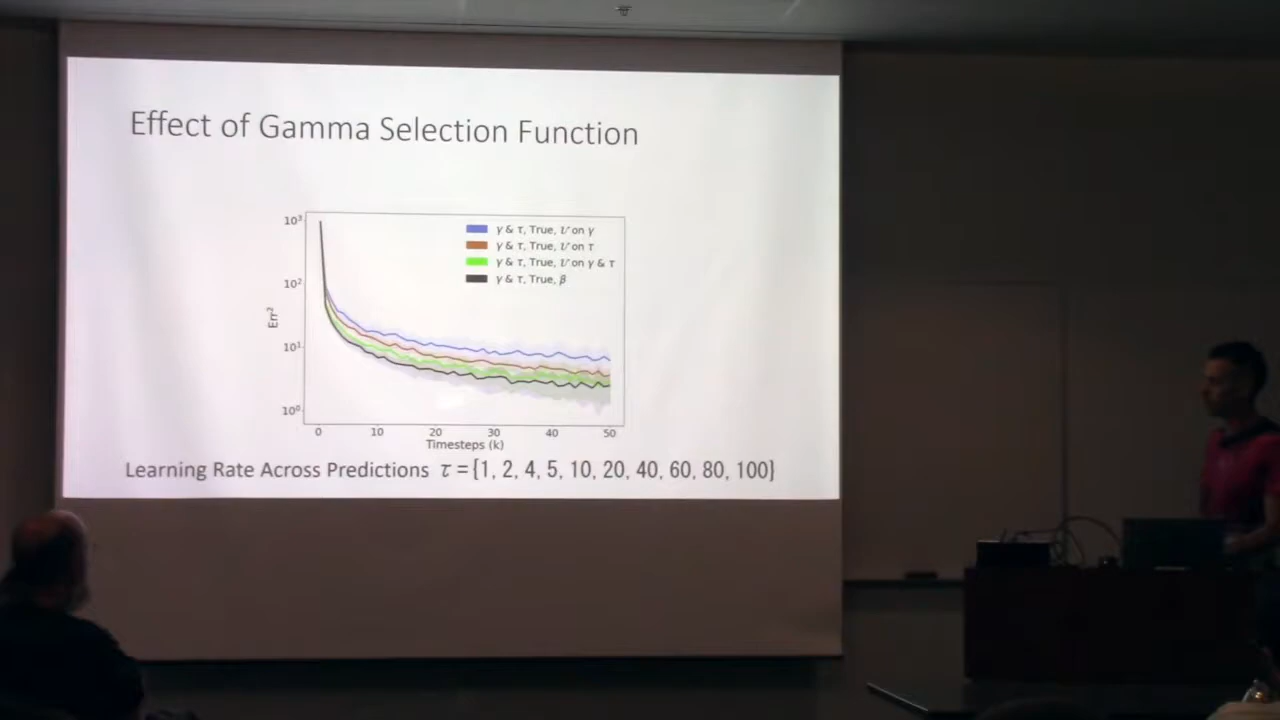 Effect of Gamma Selection Function
10³
γ & τ, True, 𝒰 on γ
γ & τ, True, 𝒰 on τ
γ & τ, True, 𝒰 on γ & τ
γ & τ, True, β
10²
Err²
10¹
10⁰
0 10 20 30 40 50
Timesteps (k)
Learning Rate Across Predictions τ = {1, 2, 4, 5, 10, 20, 40, 60, 80, 100}